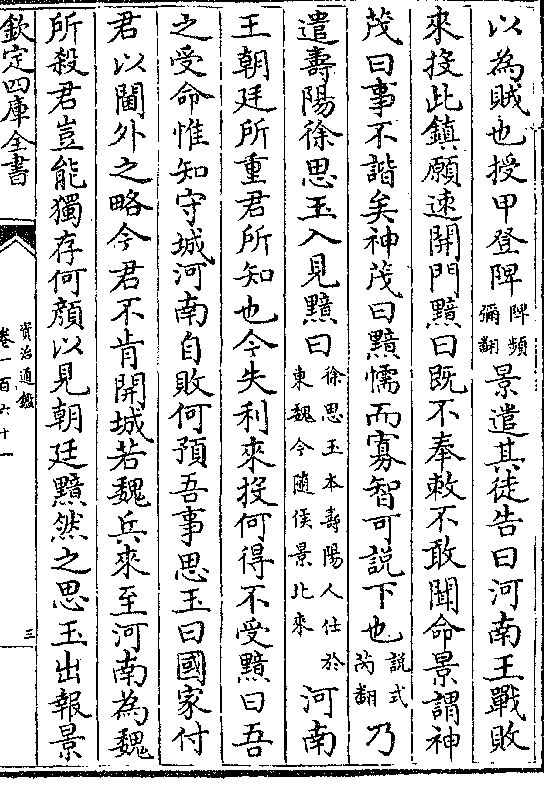 以為賊也授甲登陴陴頻彌翻景遣其徒告曰河南王戰敗
來投此鎮願速開門黯曰既不奉敕不敢聞命景謂神
茂曰事不諧矣神茂曰黯懦而寡智可說下也說式芮翻乃
遣壽陽徐思玉入見黯曰徐思玉本壽陽人仕於東魏今隨侯景北來河南
王朝廷所重君所知也今失利來投何得不受黯曰吾
之受命惟知守城河南自敗何預吾事思玉曰國家付
君以閫外之略今君不肯開城若魏兵來至河南為魏
所殺君豈能獨存何顏以見朝廷黯然之思玉出報景
欽定四庫全書
資治通鑑
卷一百六十一
三